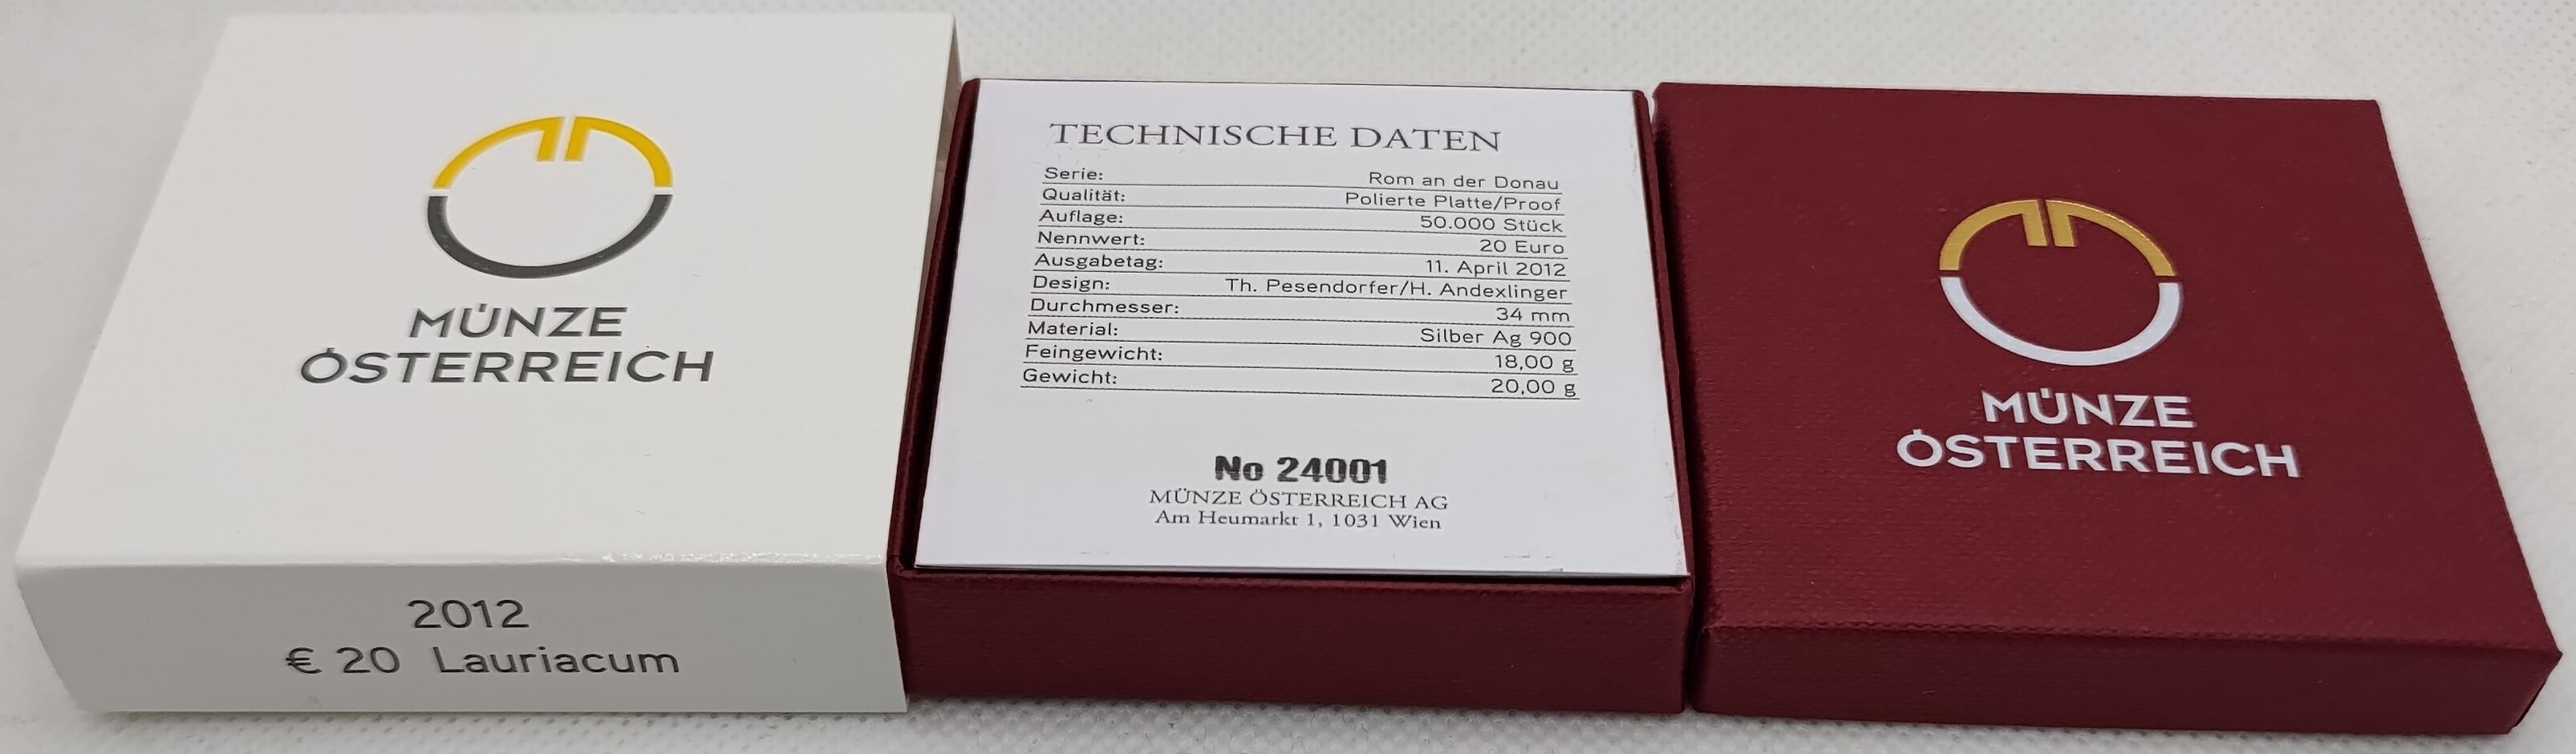 MÜNZE
ÖSTERREICH
2012
€ 20 Lauriacum
TECHNISCHE DATEN
Serie: Rom an der Donau
Qualität: Polierte Platte/Proof
Auflage: 50.000 Stück
Nennwert: 20 Euro
Ausgabetag: 11. April 2012
Design: Th. Pesendorfer/H. Andexlinger
Durchmesser: 34 mm
Material: Silber Ag 900
Feingewicht: 18,00 g
Gewicht: 20,00 g
No 24001
MÜNZE ÖSTERREICH AG
Am Heumarkt 1, 1031 Wien
MÜNZE
ÖSTERREICH